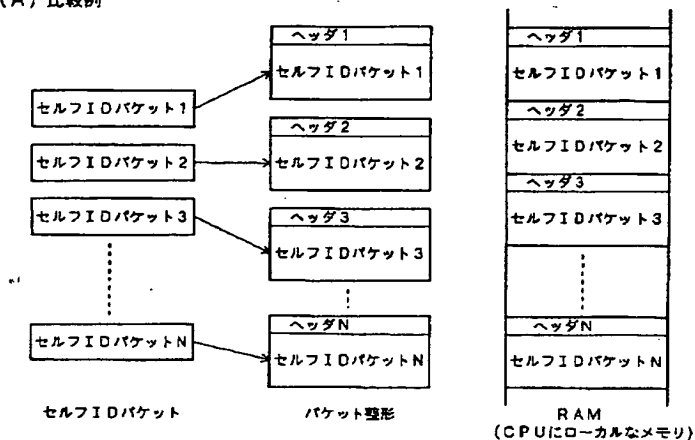 (A) 比較例
セルフIDパケット1
セルフIDパケット2
セルフIDパケット3
セルフIDパケットN
セルフIDパケット
ヘッダ1
セルフIDパケット1
ヘッダ2
セルフIDパケット2
ヘッダ3
セルフIDパケット3
ヘッダN
セルフIDパケットN
パケット整形
ヘッダ1
セルフIDパケット1
ヘッダ2
セルフIDパケット2
ヘッダ3
セルフIDパケット3
ヘッダN
セルフIDパケットN
RAM
(CPUにローカルなメモリ)